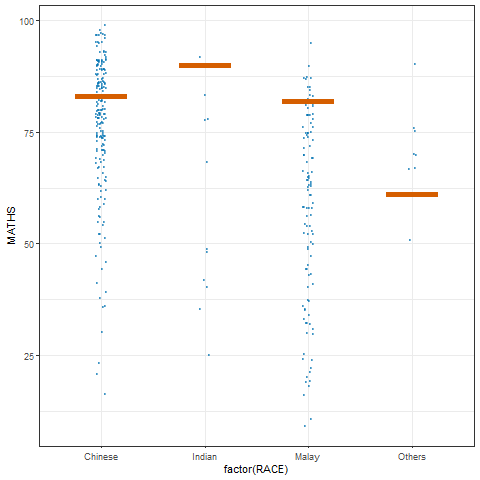 100
75
50
25
MATHS
Chinese
Indian
Malay
Others
factor(RACE)